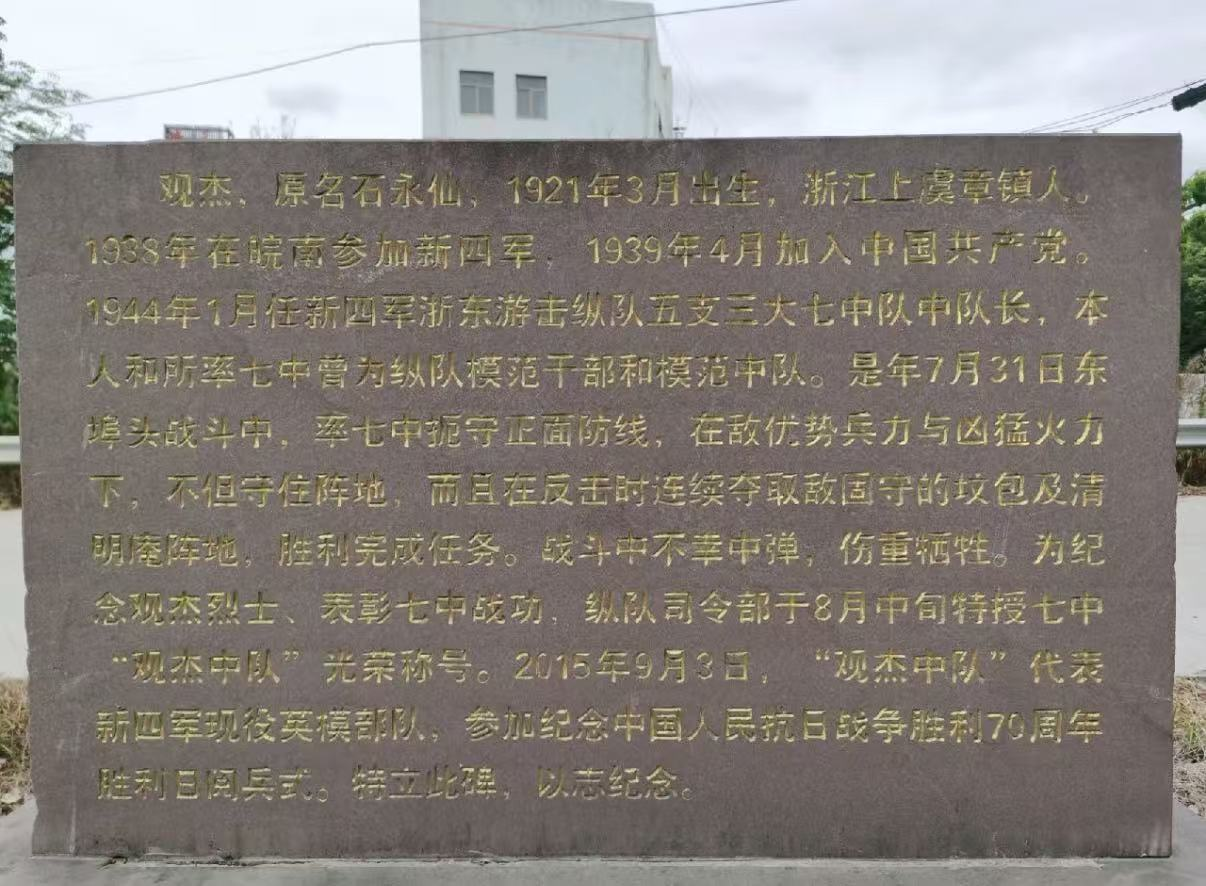 观杰，原名石永仙，1921年3月出生，浙江上虞章镇人。
1938年在皖南参加新四军，1939年4月加入中国共产党。
1944年1月任新四军浙东游击纵队五支三大七中队中队长，本
人和所率七中曾为纵队模范干部和模范中队。是年7月31日东
埠头战斗中，率七中扼守正面防线，在敌优势兵力与凶猛火力
下，不但守住阵地，而且在反击时连续夺取敌固守的坟包及清
明庵阵地，胜利完成任务。战斗中不幸中弹，伤重牺牲。为纪
念观杰烈士、表彰七中战功，纵队司令部于8月中旬特授七中
“观杰中队”光荣称号。2015年9月3日，“观杰中队”代表
新四军现役英模部队，参加纪念中国人民抗日战争胜利70周年
胜利日阅兵式。特立此碑，以志纪念。